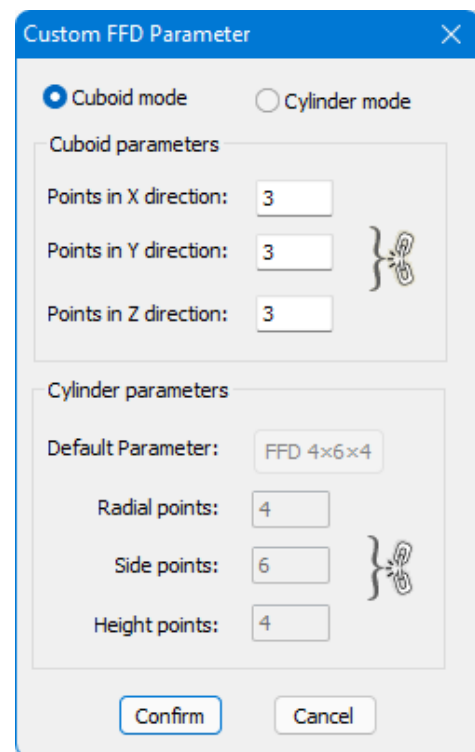 Custom FFD Parameter
Cuboid mode Cylinder mode
Cuboid parameters
Points in X direction: 3
Points in Y direction: 3
Points in Z direction: 3
Cylinder parameters
Default Parameter: FFD 4×6×4
Radial points: 4
Side points: 6
Height points: 4
Confirm Cancel